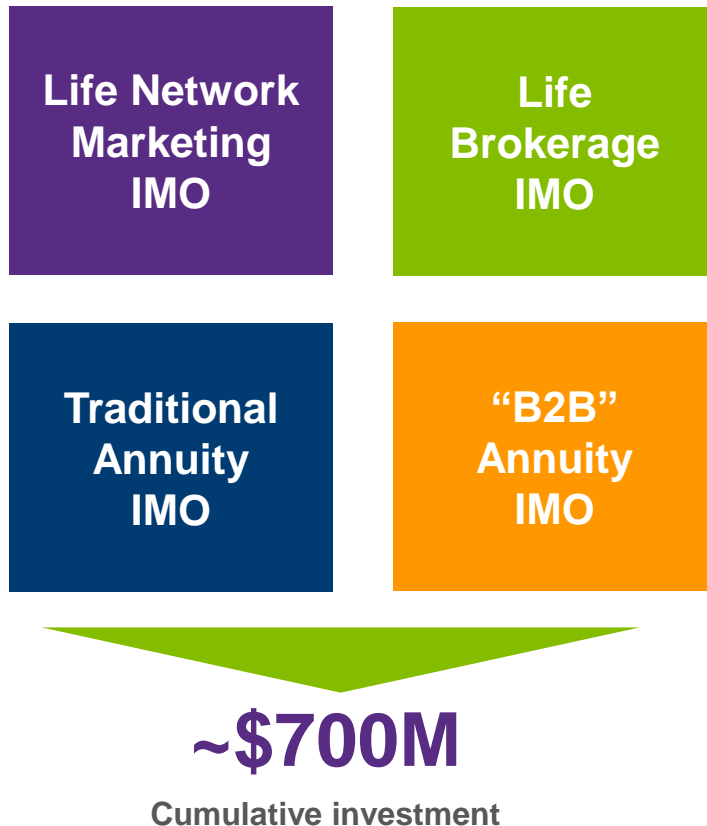 Life Network
Marketing
IMO
Life
Brokerage
IMO
Traditional
Annuity
IMO
“B2B”
Annuity
IMO
~$700M
Cumulative investment